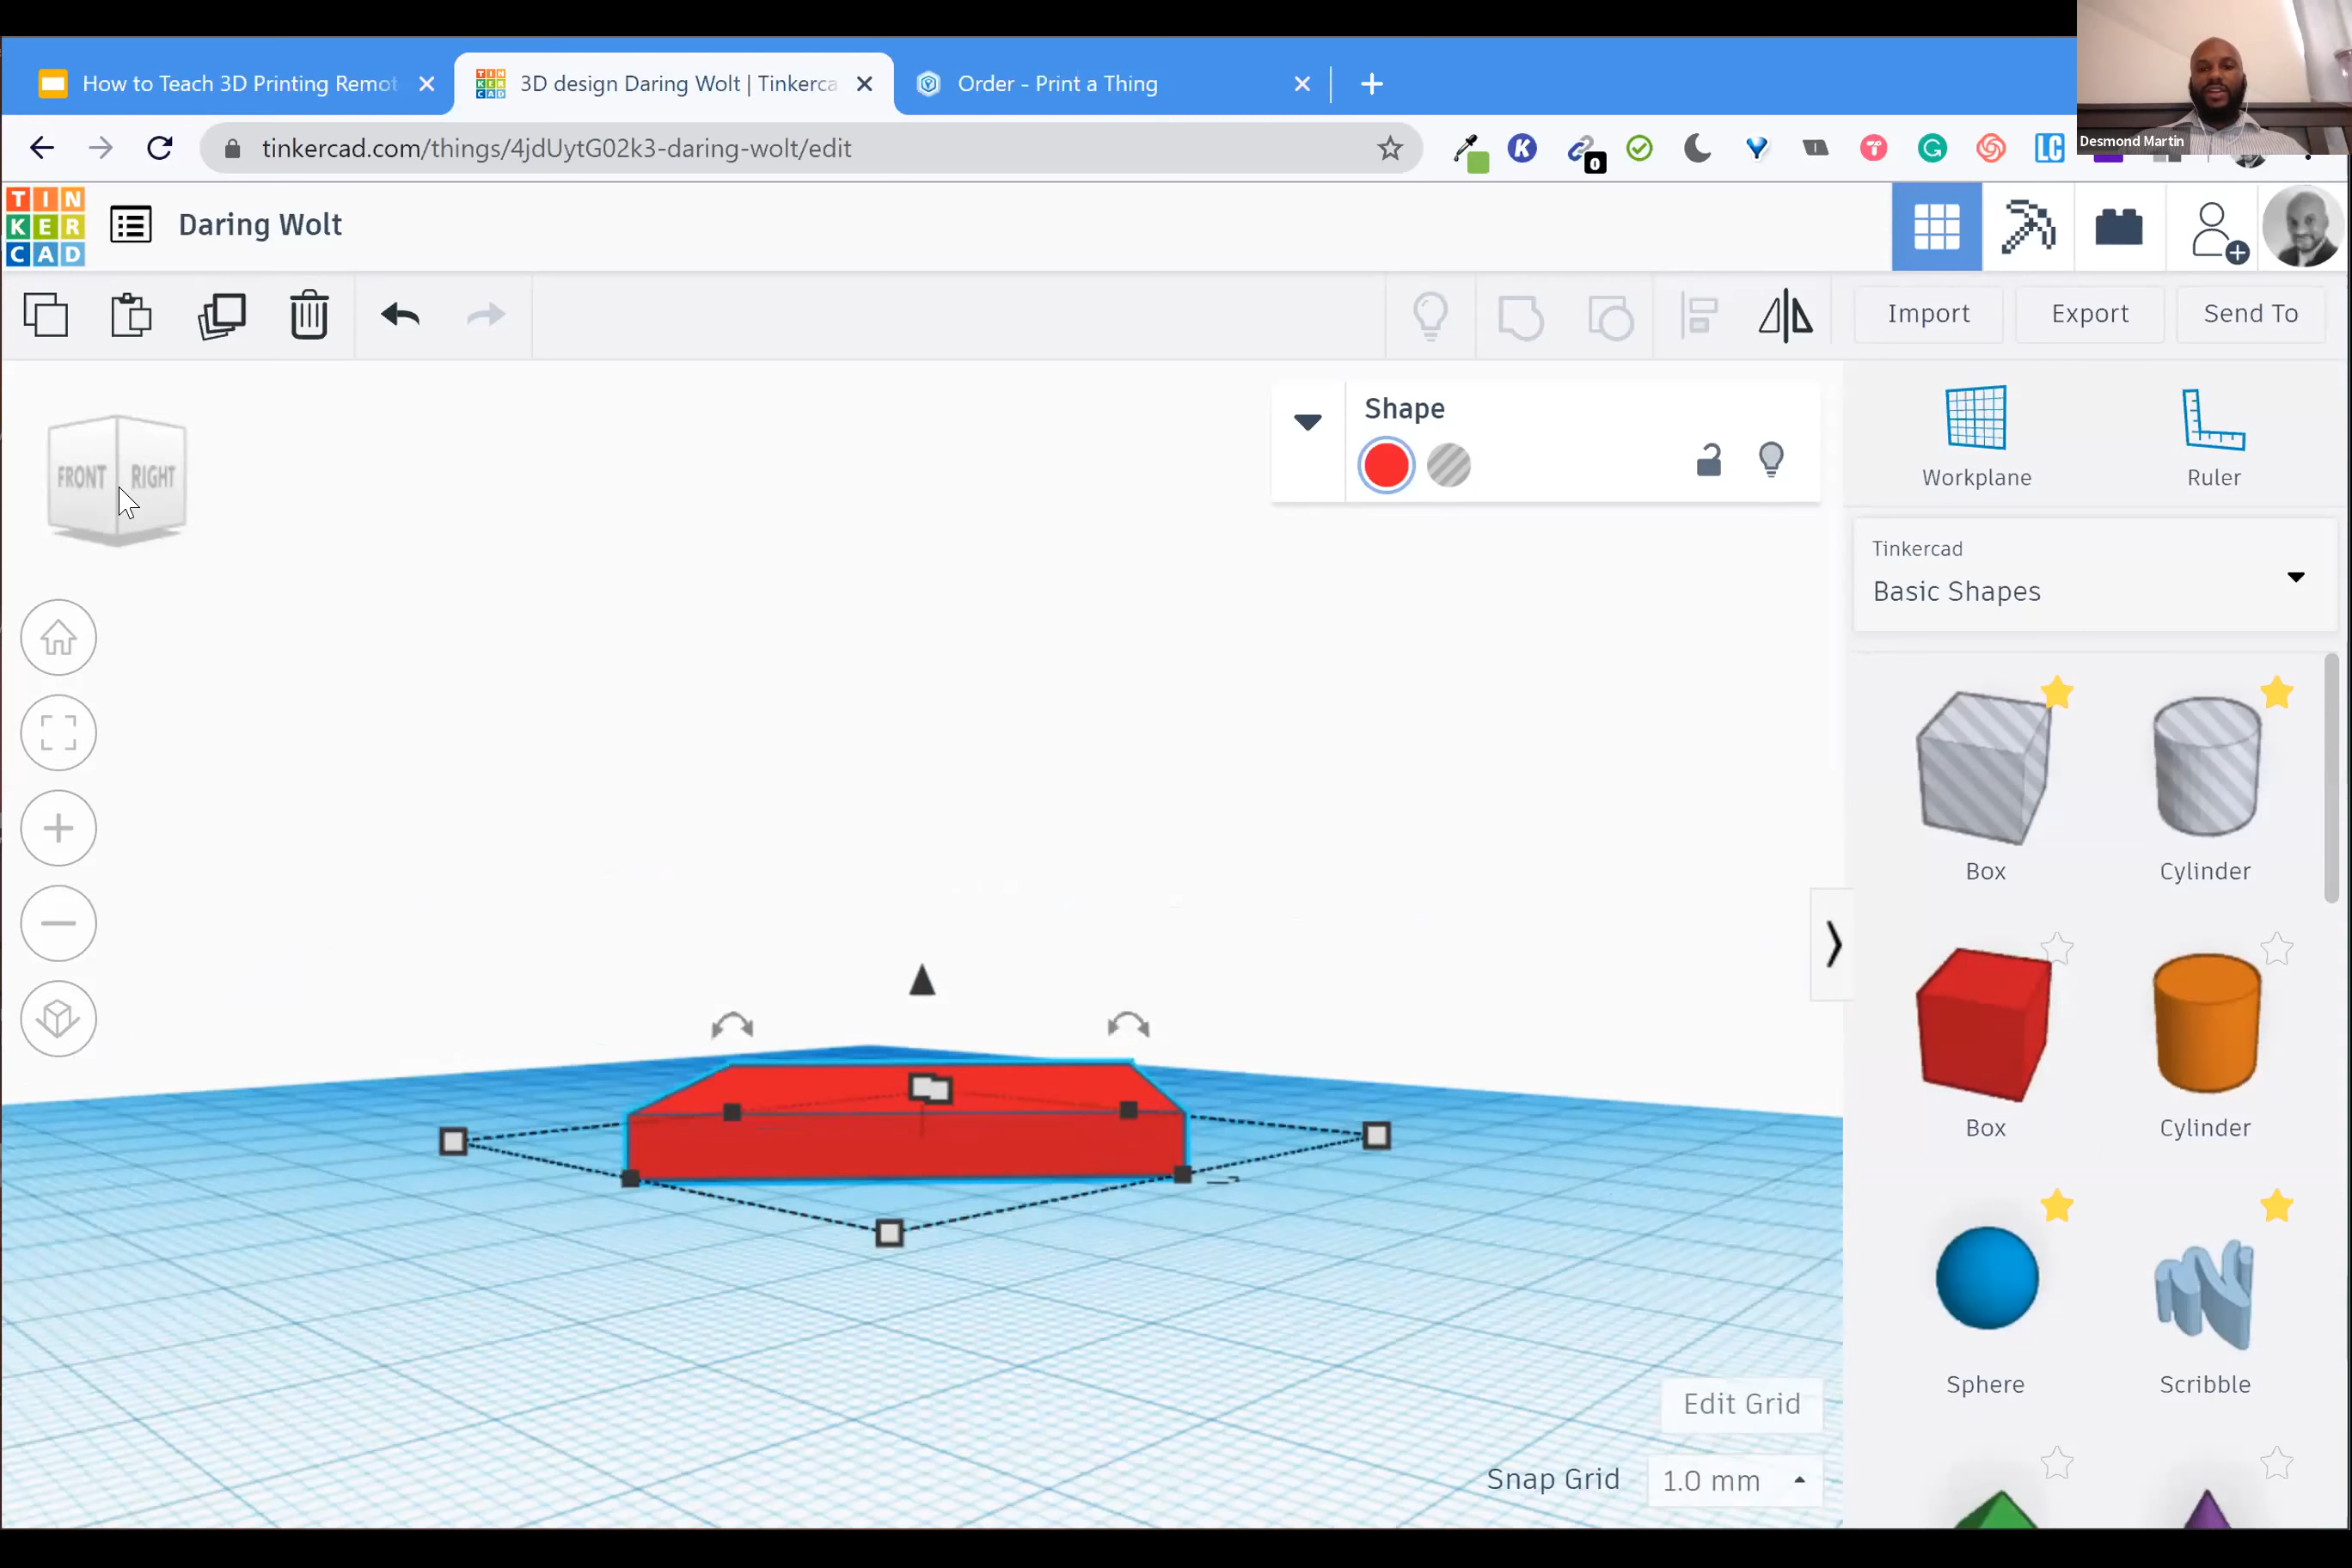 How to Teach 3D Printing Remot
3D design Daring Wolt | Tinkerca
Order - Print a Thing
tinkercad.com/things/4jdUytG02k3-daring-wolt/edit
0
K
T
G
LC
Desmond Martin
TIN
KER
CAD
Daring Wolt
Import
Export
Send To
FRONT
RIGHT
Shape
Workplane
Ruler
Tinkercad
Basic Shapes
Box
Cylinder
Box
Cylinder
Sphere
Scribble
Edit Grid
Snap Grid
1.0 mm